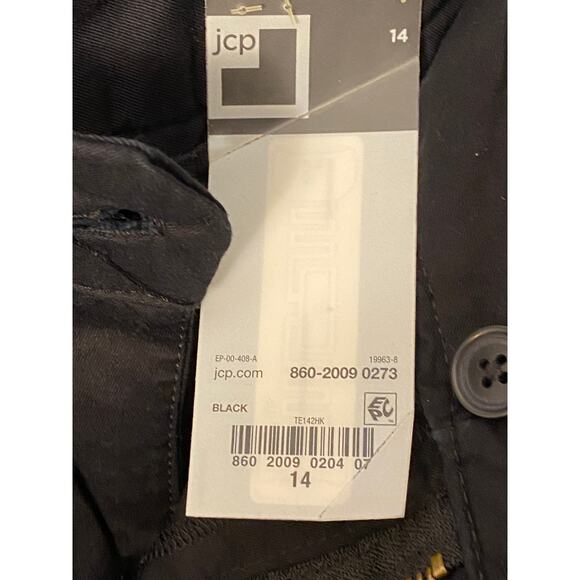 jcp
14
EP-00-408-A 19963-8
jcp.com 860-2009 0273
BLACK EPC
TE142HK
860 2009 0204 07
14